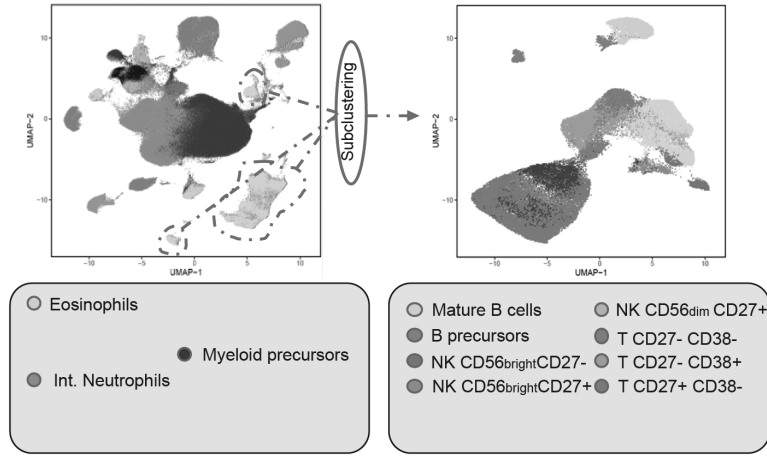 10
0
−10
UMAP−2
−10
−5
0
5
10
UMAP−1
Subclustering
10
0
−10
UMAP−2
−10
−5
0
5
10
UMAP−1
Eosinophils
Myeloid precursors
Int. Neutrophils
Mature B cells
B precursors
NK CD56brightCD27-
NK CD56brightCD27+
NK CD56dim CD27+
T CD27- CD38-
T CD27- CD38+
T CD27+ CD38-